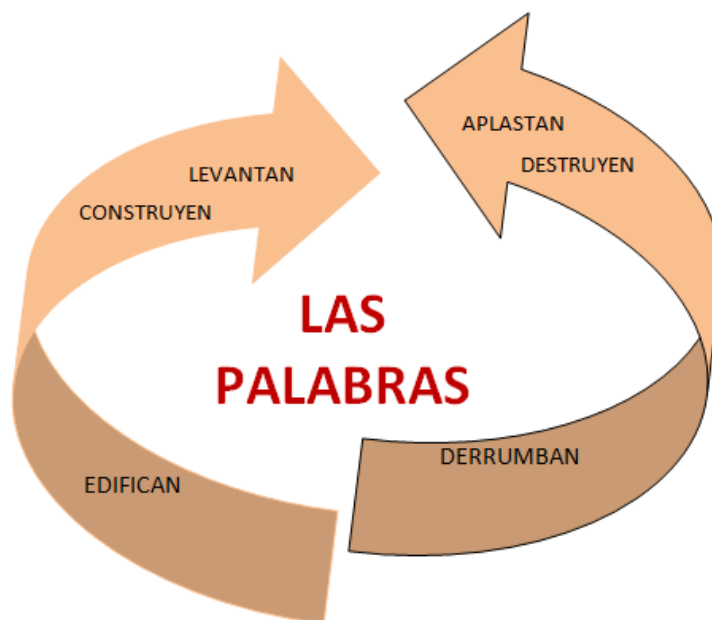 APLASTAN
DESTRUYEN
LEVANTAN
CONSTRUYEN
LAS
PALABRAS
DERRUMBAN
EDIFICAN